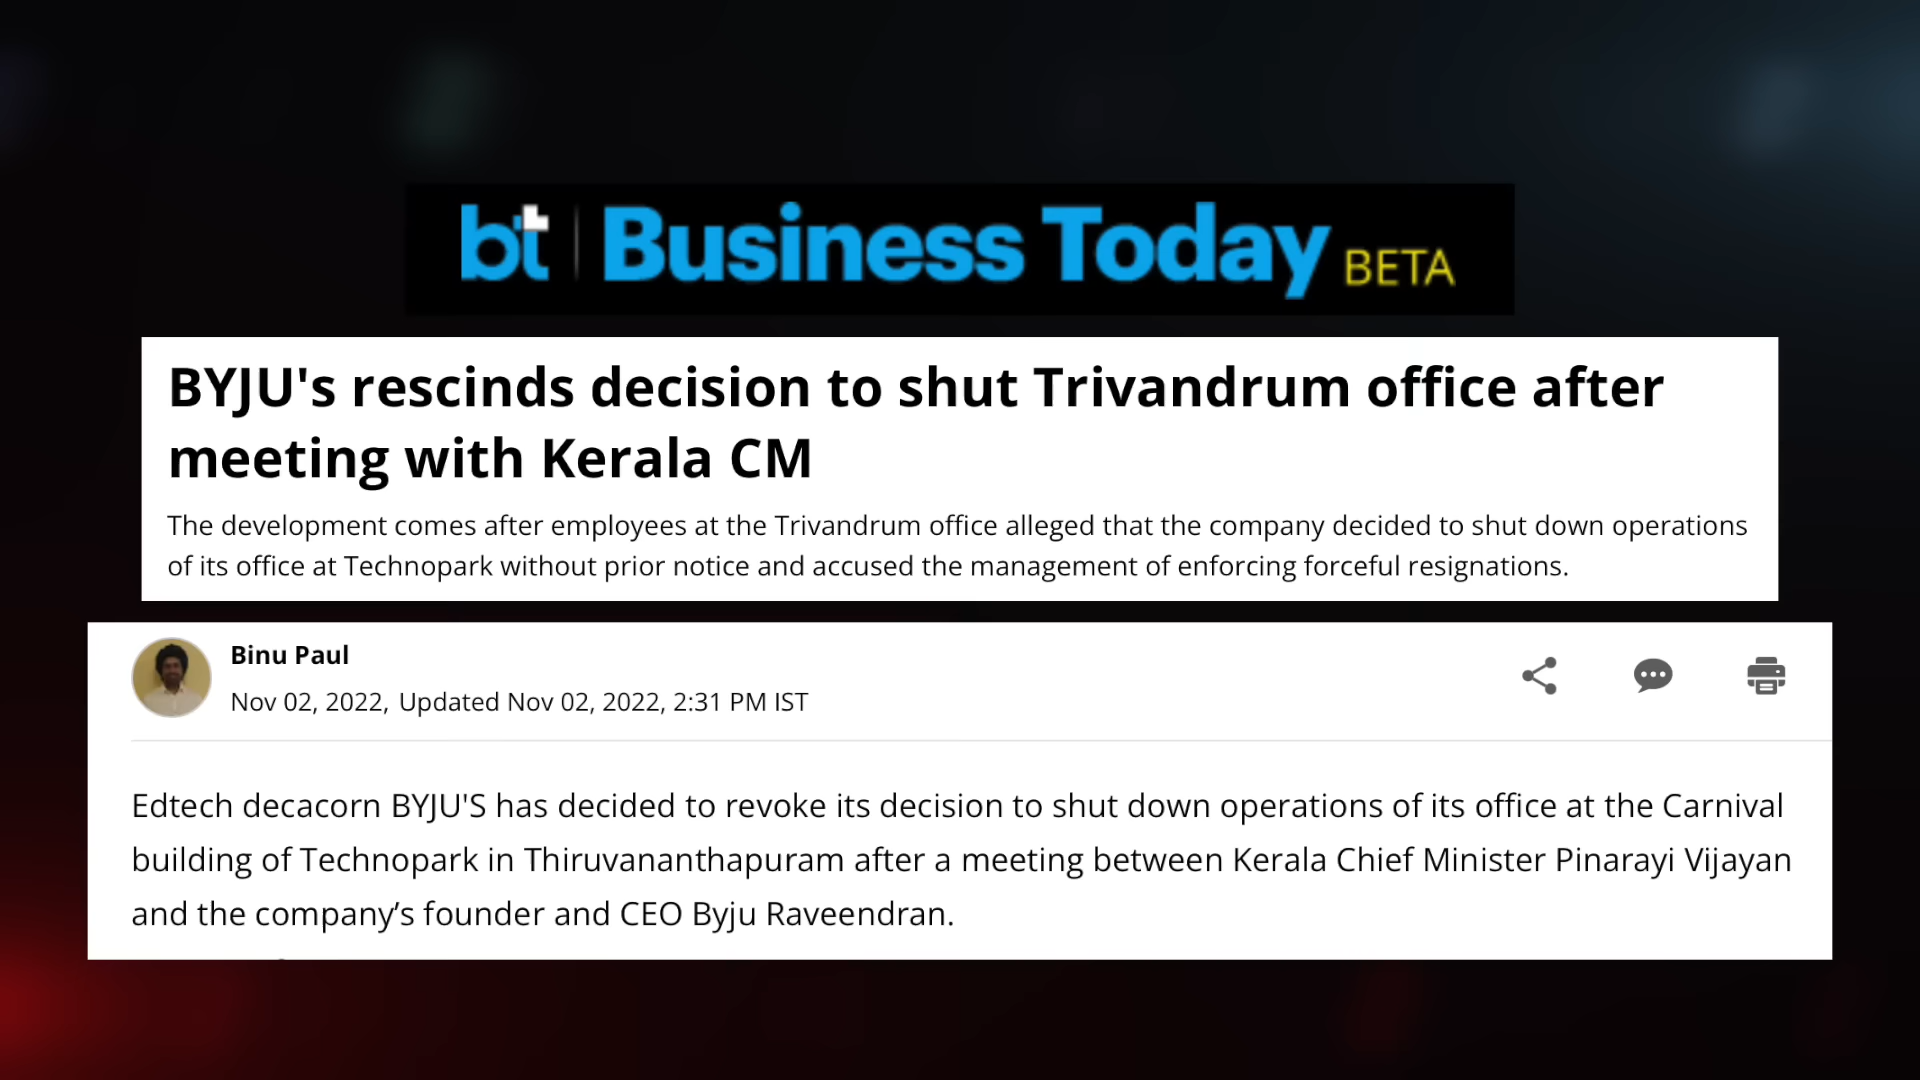 bt | Business Today BETA
BYJU's rescinds decision to shut Trivandrum office after
meeting with Kerala CM
The development comes after employees at the Trivandrum office alleged that the company decided to shut down operations
of its office at Technopark without prior notice and accused the management of enforcing forceful resignations.
Binu Paul
Nov 02, 2022, Updated Nov 02, 2022, 2:31 PM IST
Edtech decacorn BYJU'S has decided to revoke its decision to shut down operations of its office at the Carnival
building of Technopark in Thiruvananthapuram after a meeting between Kerala Chief Minister Pinarayi Vijayan
and the company’s founder and CEO Byju Raveendran.